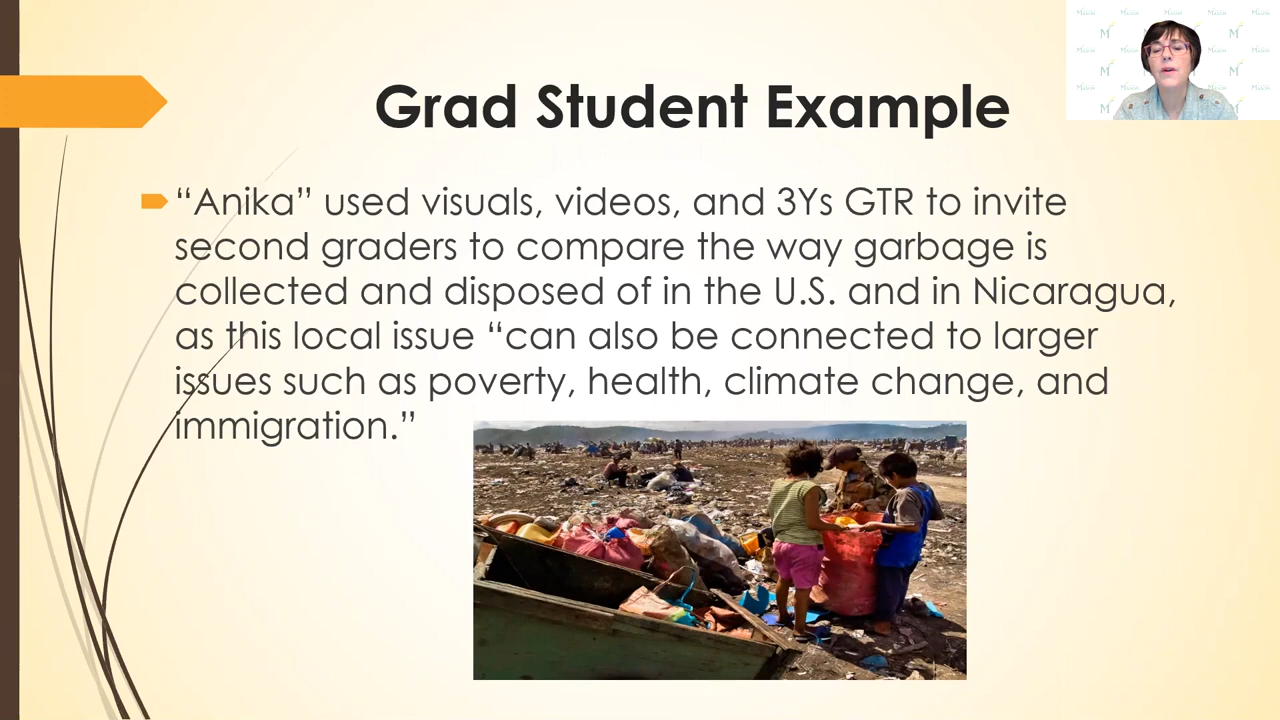 Grad Student Example
“Anika” used visuals, videos, and 3Ys GTR to invite
second graders to compare the way garbage is
collected and disposed of in the U.S. and in Nicaragua,
as this local issue “can also be connected to larger
issues such as poverty, health, climate change, and
immigration.”